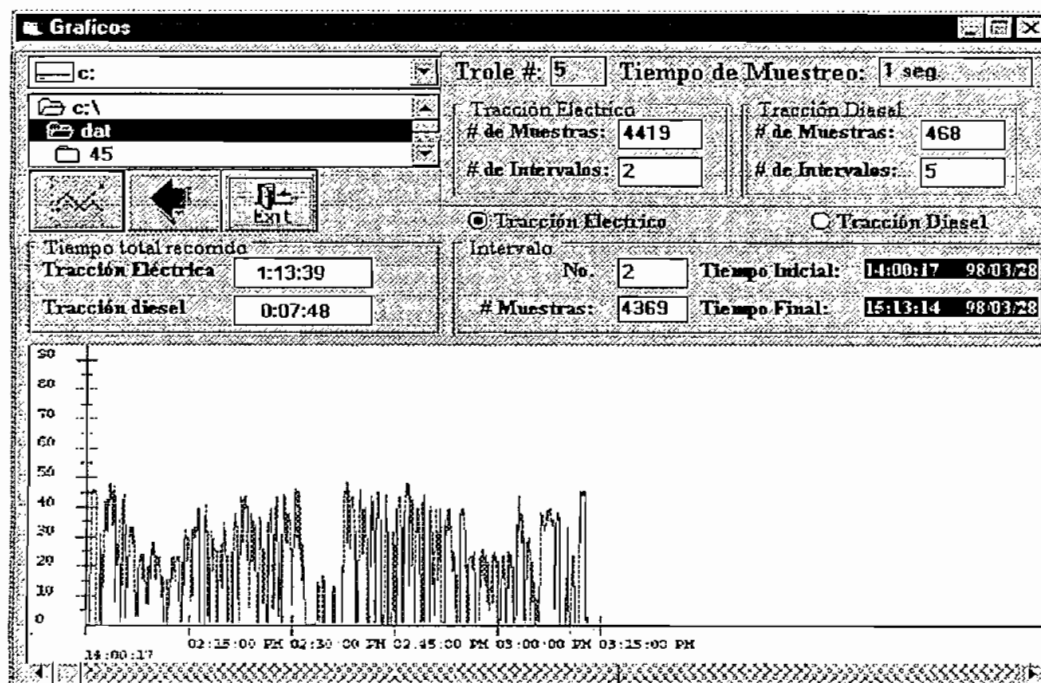 Graficos
c:
Trole #: 5 Tiempo de Muestreo: 1 seg.
c:\
dat
45
Tracción Electrico
# de Muestras: 4419
# de Intervalos: 2
Tracción Diesel
# de Muestras: 468
# de Intervalos: 5
Exit
Tracción Electrico Tracción Diesel
Tiempo total recorrido
Tracción Eléctrica 1:13:39
Tracción diesel 0:07:48
Intervalo
No. 2 Tiempo Inicial: 14:00:17 98/03/28
# Muestras: 4369 Tiempo Final: 15:13:14 98/03/28
90
80
70
60
50
40
30
20
10
0
14:00:17 02:15:00 PM 02:30:00 PM 02:45:00 PM 03:00:00 PM 03:15:00 PM